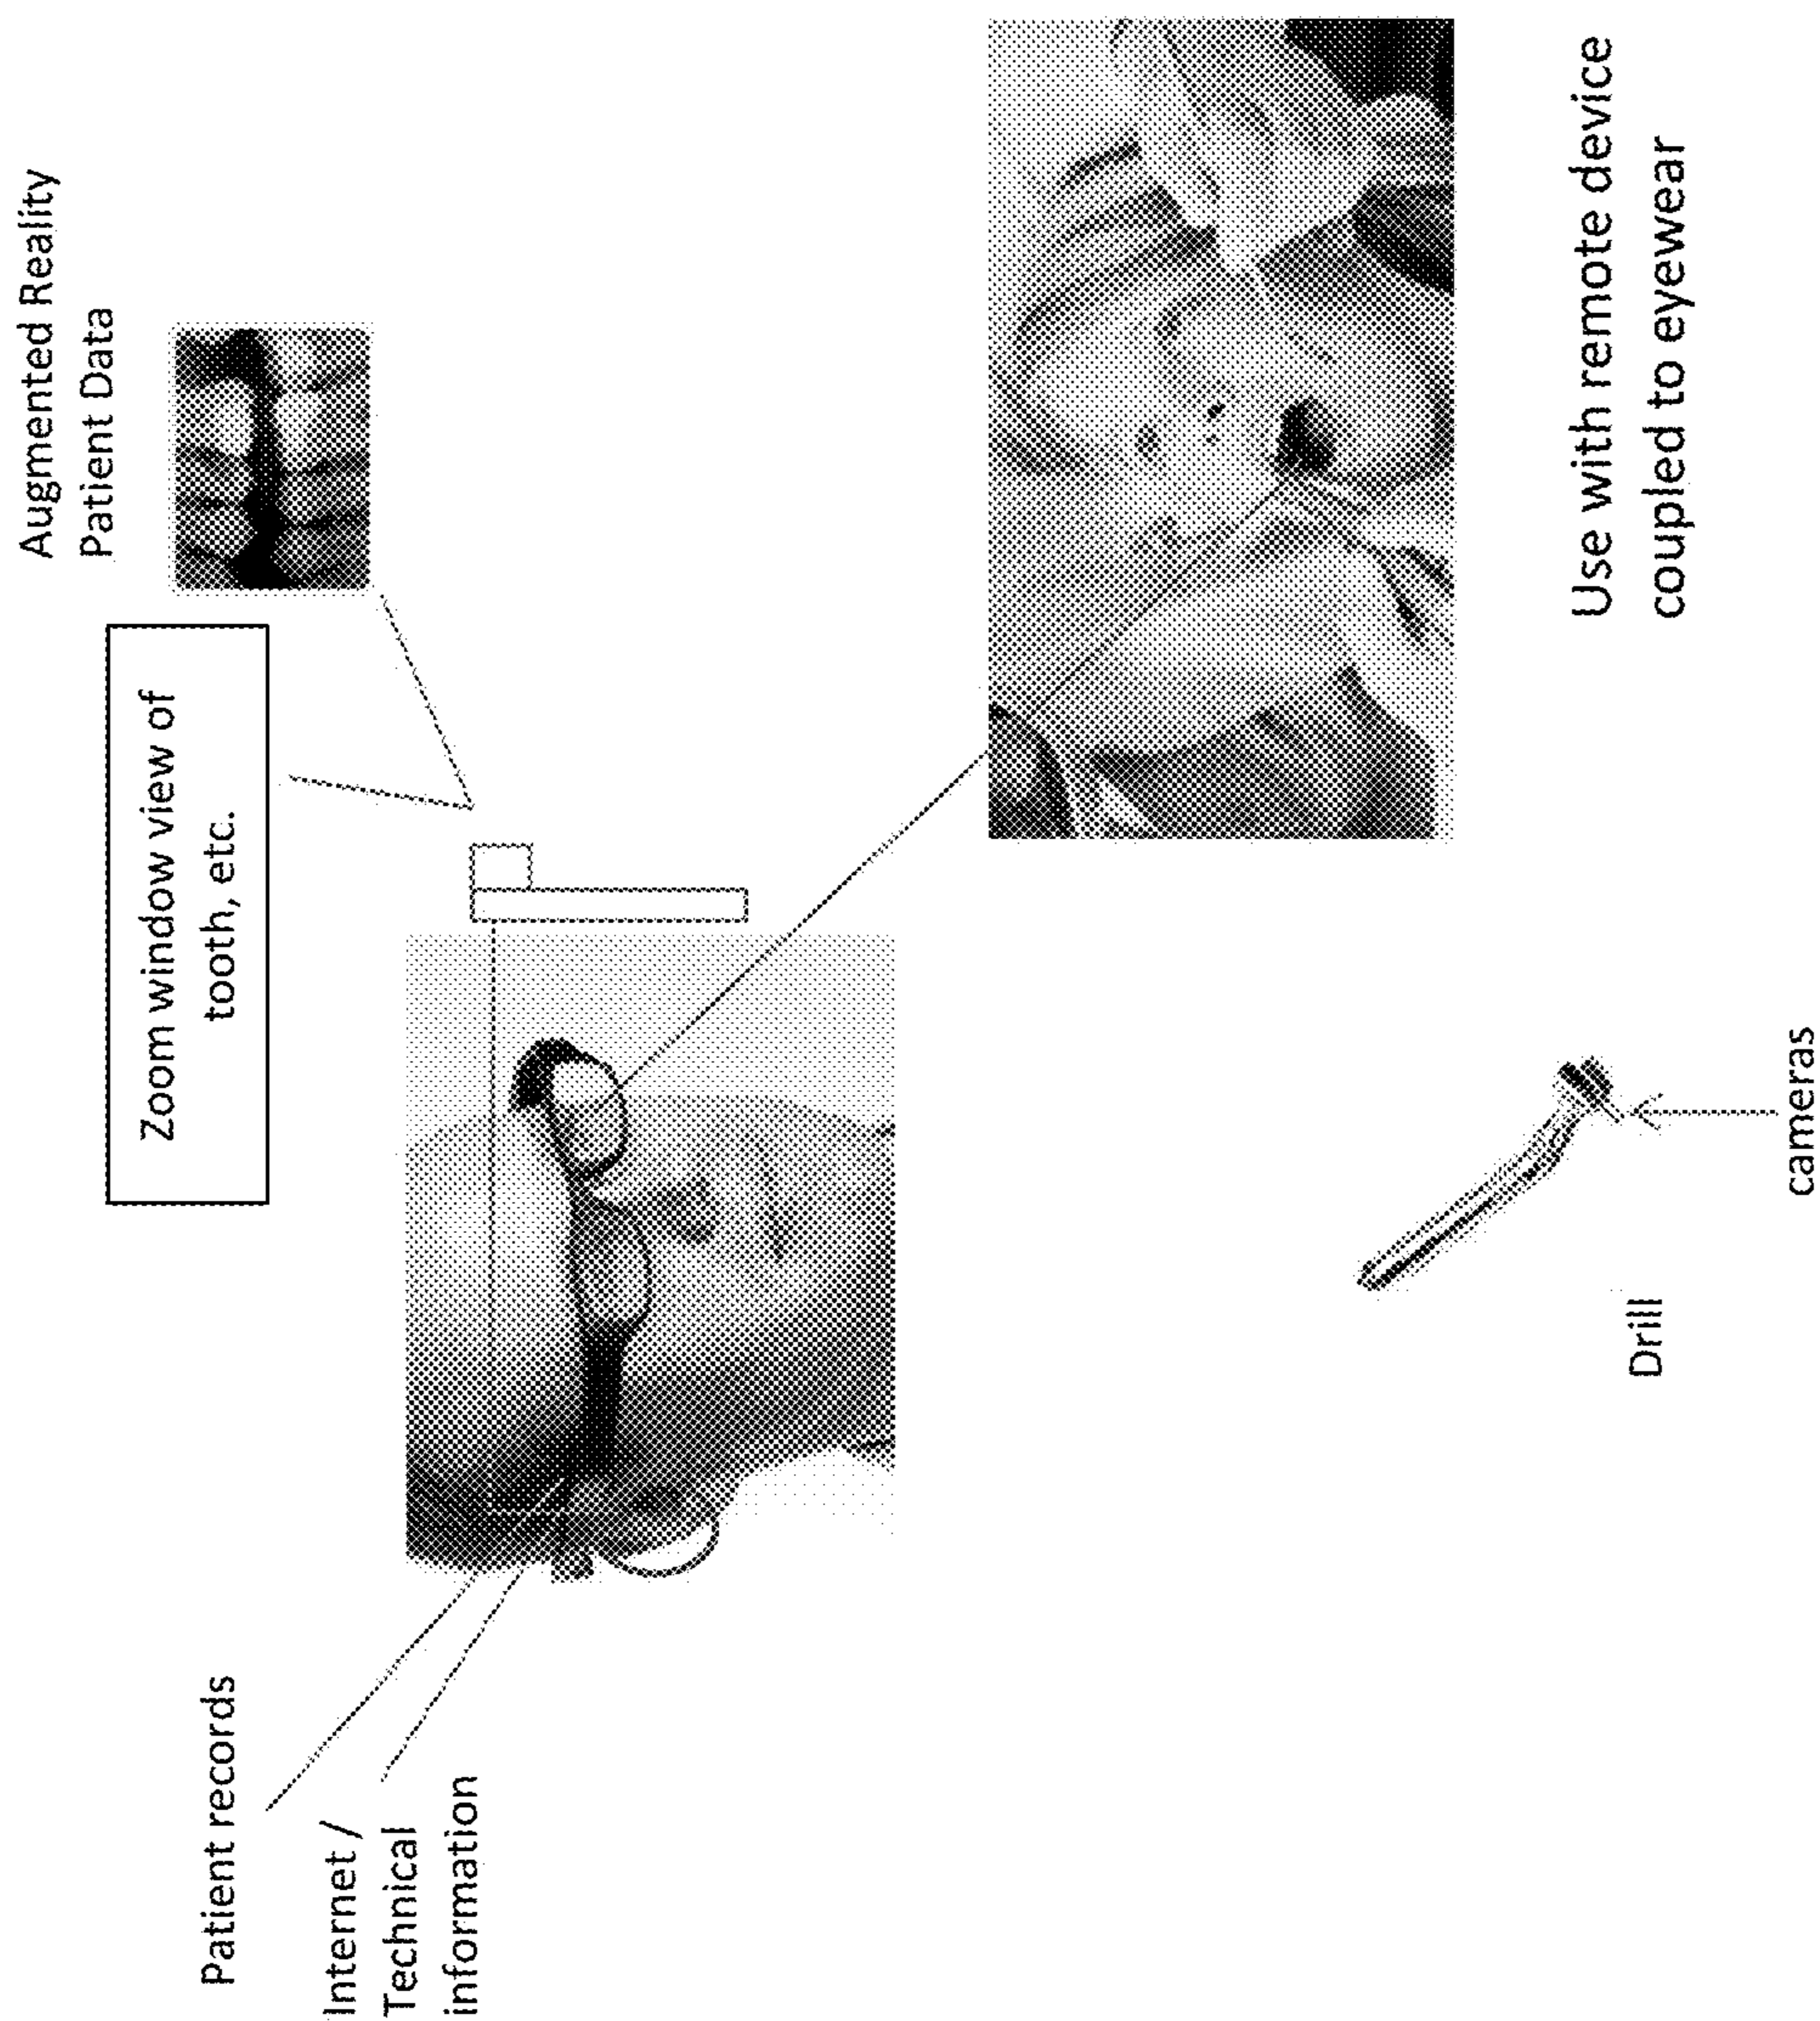 Augmented Reality
Patient Data
Zoom window view of
tooth, etc.
Patient records
Internet /
Technical
information
Use with remote device
coupled to eyewear
Drill
cameras